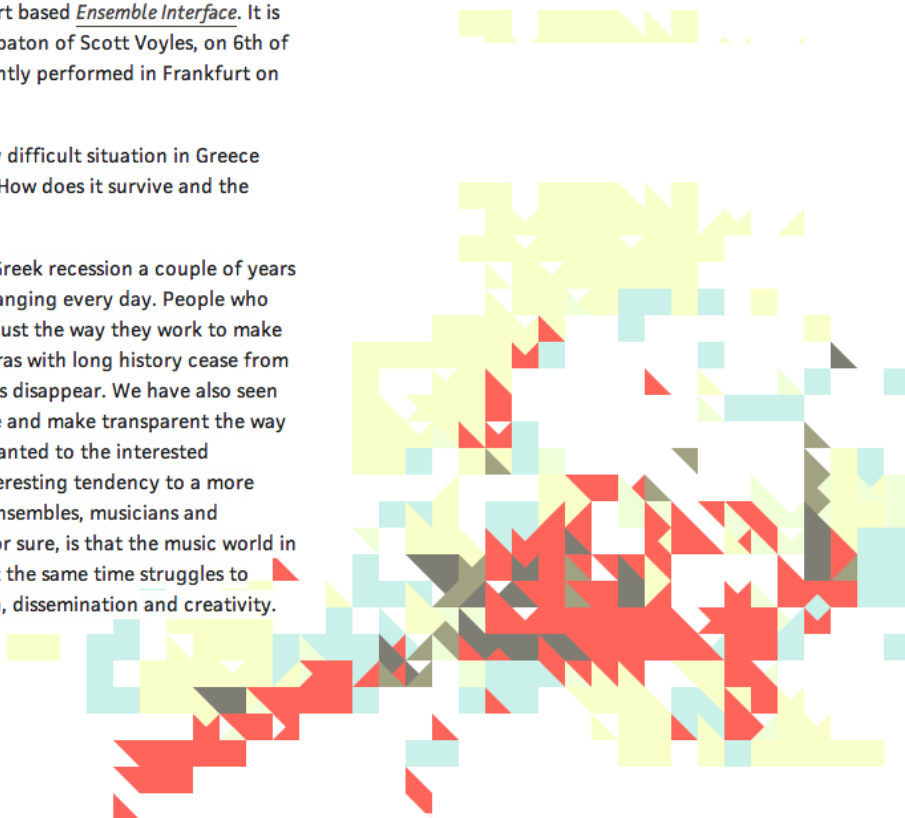 rt based Ensemble Interface. It is
baton of Scott Voyles, on 6th of
ntly performed in Frankfurt on
difficult situation in Greece
How does it survive and the
Greek recession a couple of years
anging every day. People who
ust the way they work to make
ras with long history cease from
s disappear. We have also seen
e and make transparent the way
anted to the interested
eresting tendency to a more
nsembles, musicians and
or sure, is that the music world in
t the same time struggles to
, dissemination and creativity.